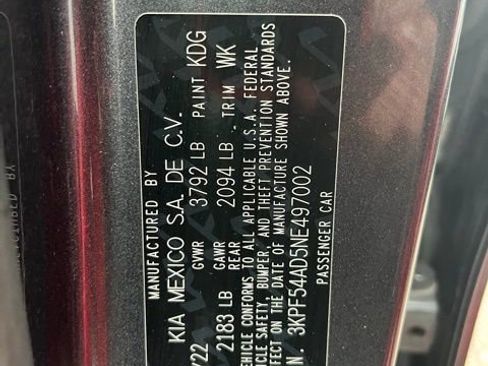 MANUFACTURED BY
KIA MEXICO S.A. DE C.V.
/22 GVWR 3792 LB PAINT KDG
2183 LB GAWR REAR 2094 LB TRIM WK
VEHICLE CONFORMS TO ALL APPLICABLE U.S.A. FEDERAL
VEHICLE SAFETY, BUMPER, AND THEFT PREVENTION STANDARDS
EFFECT ON THE DATE OF MANUFACTURE SHOWN ABOVE.
N. 3KPF54AD5NE497002
PASSENGER CAR